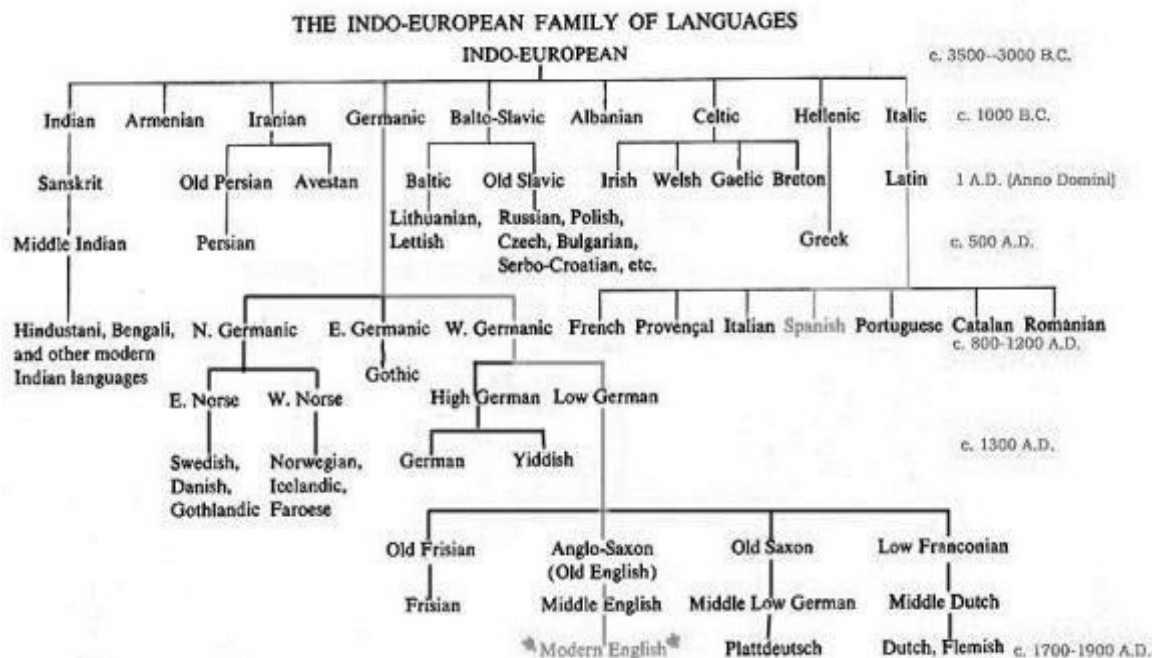 THE INDO-EUROPEAN FAMILY OF LANGUAGES
INDO-EUROPEAN
c. 3500--3000 B.C.
Indian Armenian Iranian Germanic Balto-Slavic Albanian Celtic Hellenic Italic c. 1000 B.C.
Sanskrit Old Persian Avestan Baltic Old Slavic Irish Welsh Gaelic Breton Latin 1 A.D. (Anno Domini)
Lithuanian,
Lettish
Russian, Polish,
Czech, Bulgarian,
Serbo-Croatian, etc.
Middle Indian Persian Greek c. 500 A.D.
Hindustani, Bengali,
and other modern
Indian languages
N. Germanic E. Germanic W. Germanic French Provençal Italian Spanish Portuguese Catalan Romanian
c. 800-1200 A.D.
Gothic
E. Norse W. Norse High German Low German
c. 1300 A.D.
Swedish,
Danish,
Gothlandic
Norwegian,
Icelandic,
Faroese
German Yiddish
Old Frisian Anglo-Saxon
(Old English)
Old Saxon Low Franconian
Frisian Middle English Middle Low German Middle Dutch
*Modern English* Plattdeutsch Dutch, Flemish c. 1700-1900 A.D.